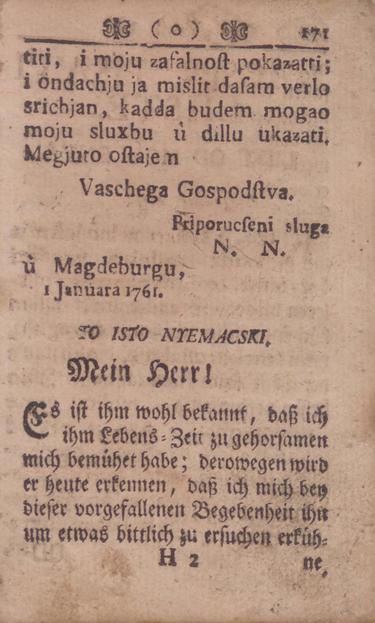 ( o ) 171
titi, i moju zafalnoſt pokazatti;
i ondachju ja mislit daſam verlo
srichjan, kadda budem mogao
moju sluxbu ù dillu ukazati.
Megjuto oſtajem
Vaschega Gospodſtva.
Priporucſeni sluga
N. N.
ù Magdeburgu,
1 Januara 1761.
TO ISTO NYEMACSKI.
Mein Herr!
Es iſt ihm wohl bekannt, daß ich
ihm Lebens-Zeit zu gehorſamen
mich bemühet habe; derowegen wird
er heute erkennen, daß ich mich bey
dieſer vorgefallenen Begebenheit ihn
um etwas bittlich zu erſuchen erküh-
H 2 ne,